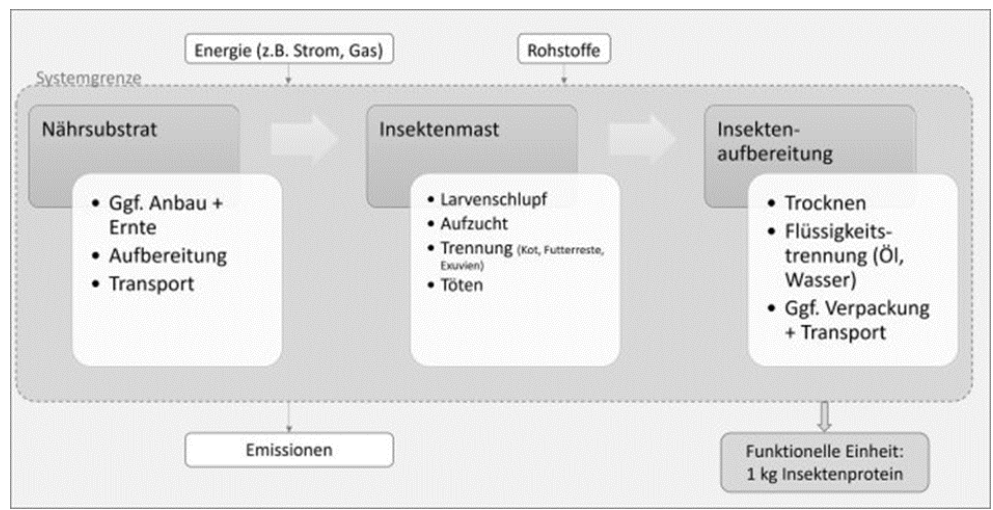 Energie (z.B. Strom, Gas)
Rohstoffe
Systemgrenze
Nährsubstrat
• Ggf. Anbau +
Ernte
• Aufbereitung
• Transport
Insektenmast
• Larvenschlupf
• Aufzucht
• Trennung (Kot, Futterreste,
Exuvien)
• Töten
Insekten-
aufbereitung
• Trocknen
• Flüssigkeits-
trennung (Öl,
Wasser)
• Ggf. Verpackung
+ Transport
Emissionen
Funktionelle Einheit:
1 kg Insektenprotein